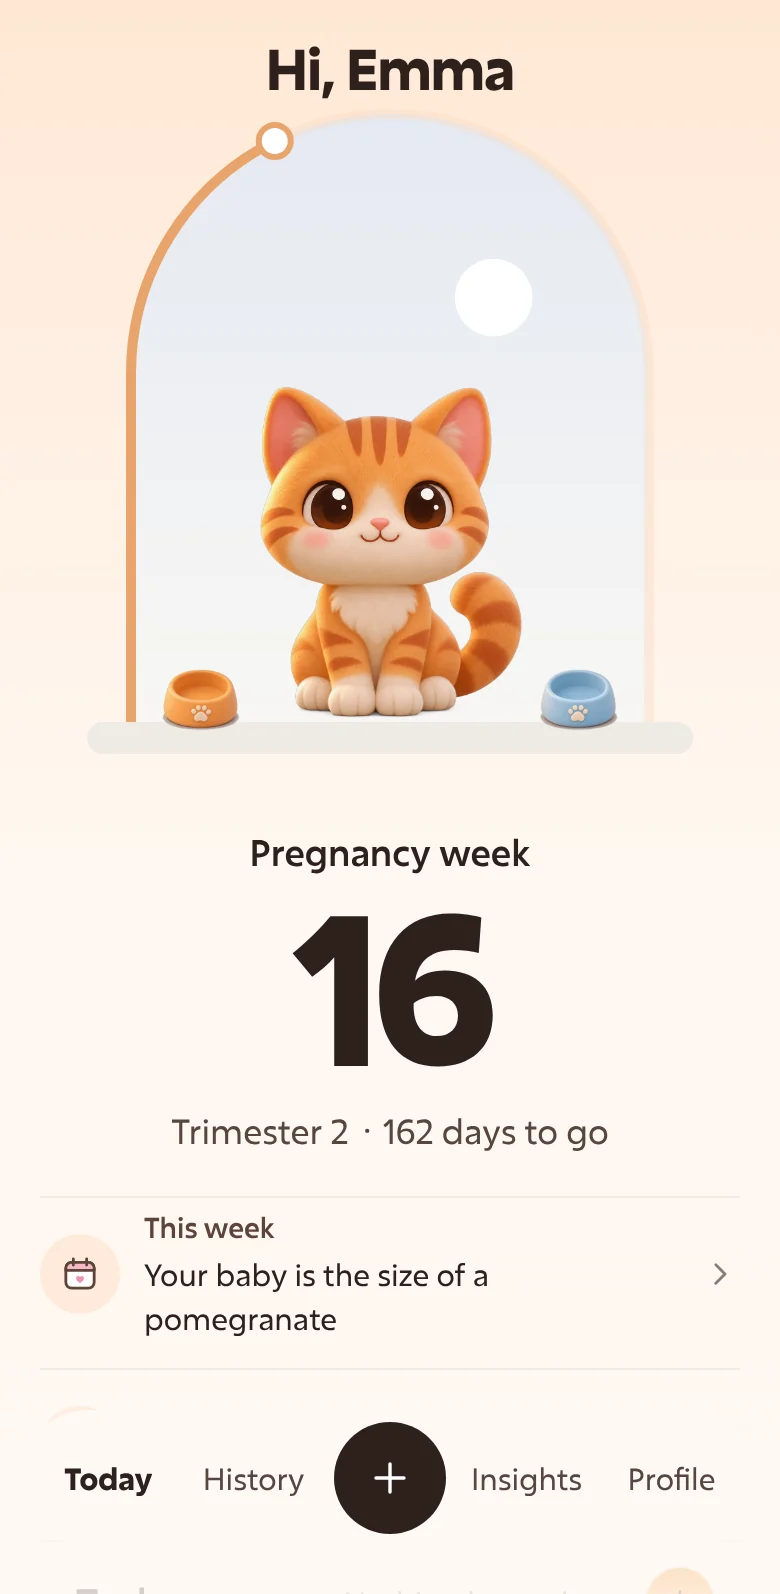 Hi, Emma
Pregnancy week
16
Trimester 2 · 162 days to go
This week
Your baby is the size of a
pomegranate
Today
History
Insights
Profile